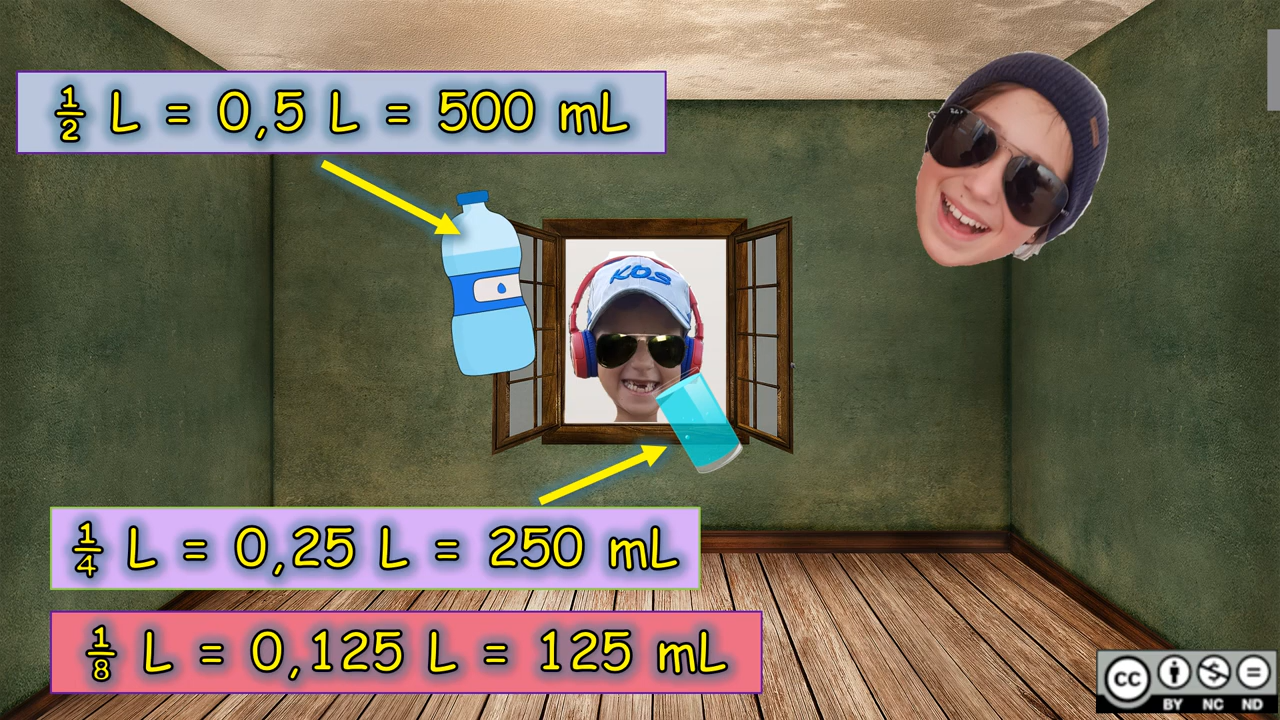 ½ L = 0,5 L = 500 mL
KOS
¼ L = 0,25 L = 250 mL
⅛ L = 0,125 L = 125 mL
cc
BY NC ND